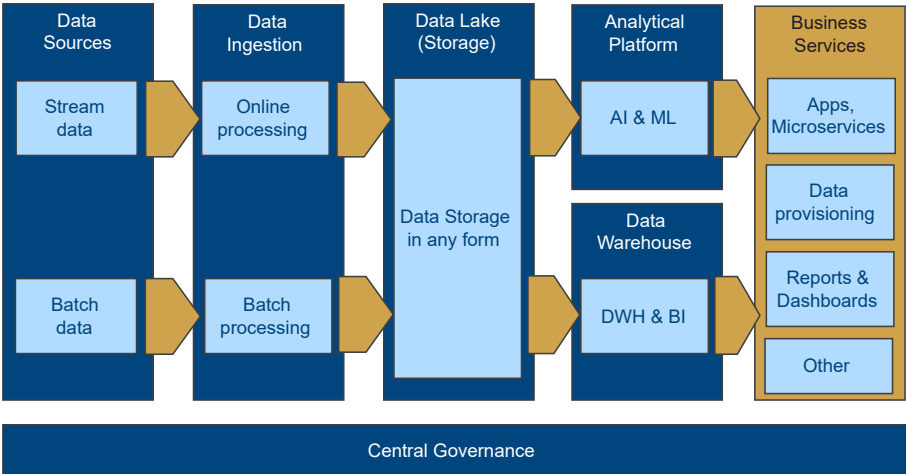 Data
Sources
Stream
data
Batch
data
Data
Ingestion
Online
processing
Batch
processing
Data Lake
(Storage)
Data Storage
in any form
Analytical
Platform
AI & ML
Data
Warehouse
DWH & BI
Business
Services
Apps,
Microservices
Data
provisioning
Reports &
Dashboards
Other
Central Governance